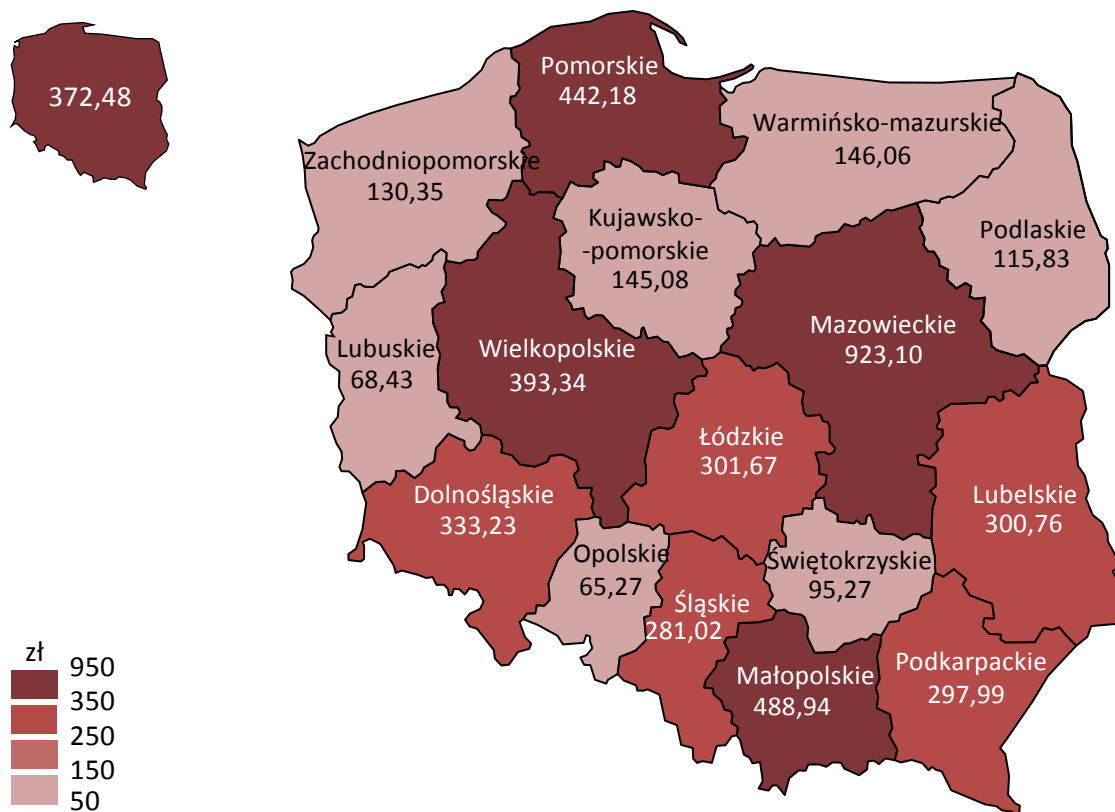 372,48
Pomorskie
442,18
Warmińsko-mazurskie
146,06
Zachodniopomorskie
130,35
Kujawsko-
-pomorskie
145,08
Podlaskie
115,83
Mazowieckie
923,10
Lubuskie
68,43
Wielkopolskie
393,34
Łódzkie
301,67
Dolnośląskie
333,23
Lubelskie
300,76
Opolskie
65,27
Świętokrzyskie
95,27
Śląskie
281,02
Małopolskie
488,94
Podkarpackie
297,99
zł
950
350
250
150
50